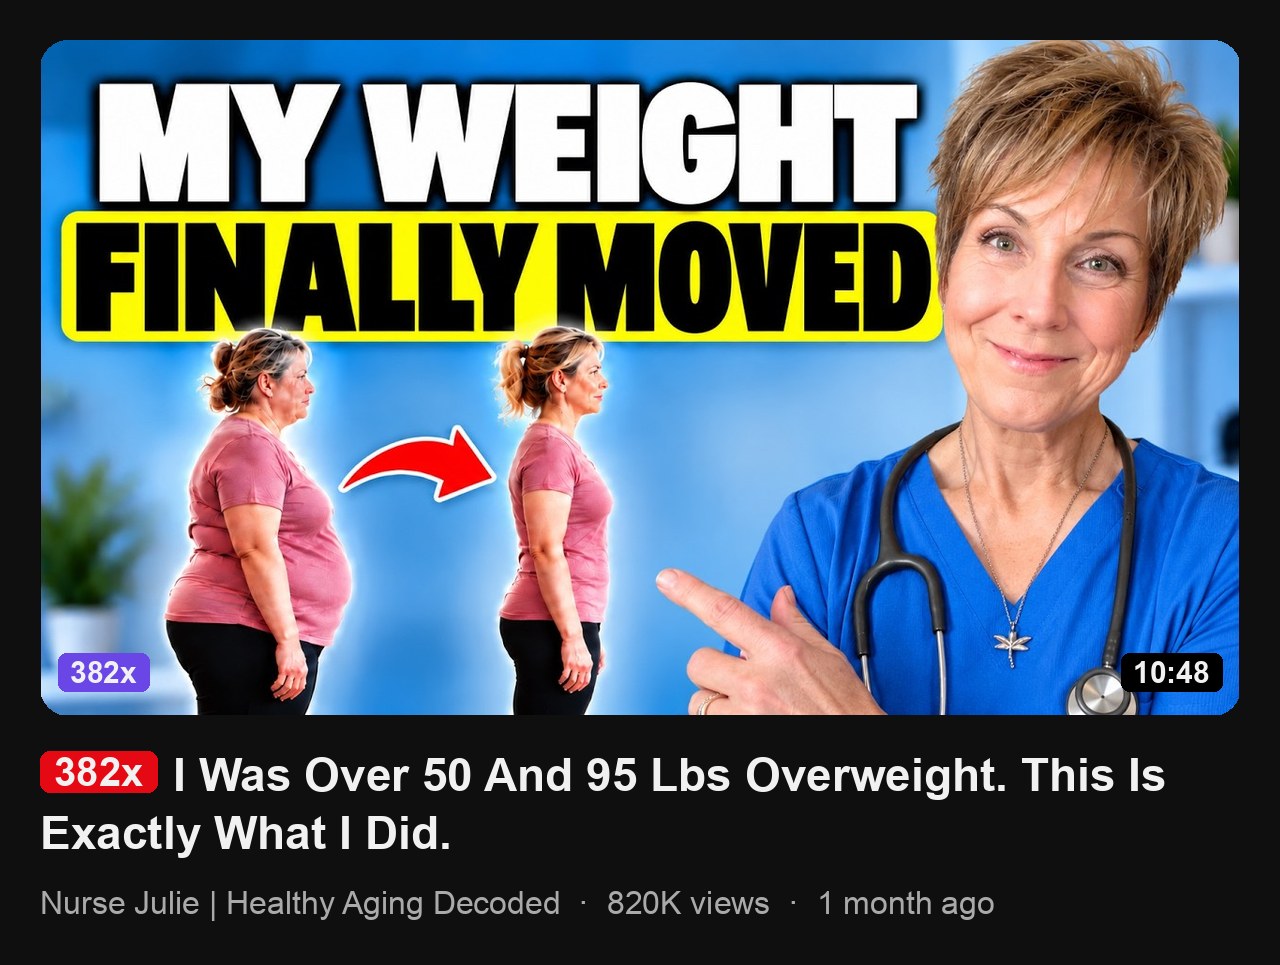 MY WEIGHT
FINALLY MOVED
382x
10:48
382x I Was Over 50 And 95 Lbs Overweight. This Is
Exactly What I Did.
Nurse Julie | Healthy Aging Decoded · 820K views · 1 month ago